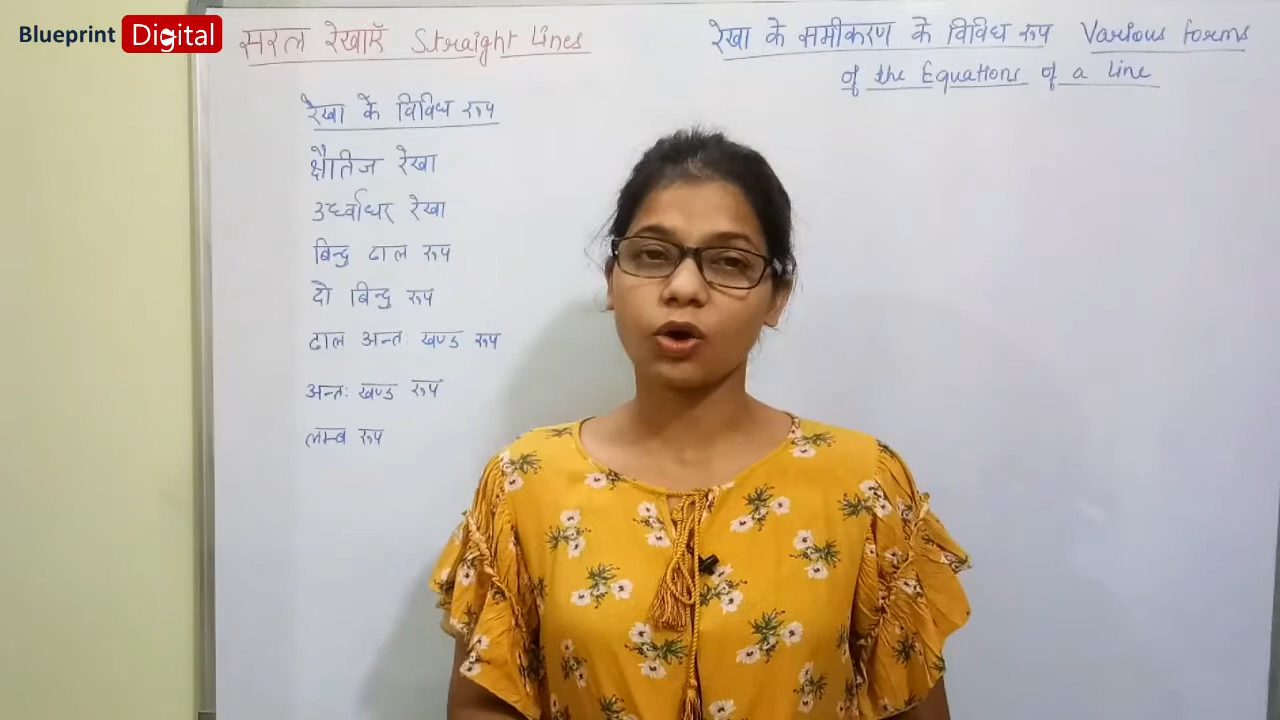 Blueprint Digital
सरल रेखाएँ Straight Lines
रेखा के समीकरण के विविध रूप Various forms
of the Equations of a Line
रेखा के विविध रूप
क्षैतिज रेखा
उर्ध्वाधर रेखा
बिन्दु ढाल रूप
दो बिन्दु रूप
ढाल अन्तः खण्ड रूप
अन्तः खण्ड रूप
लम्ब रूप